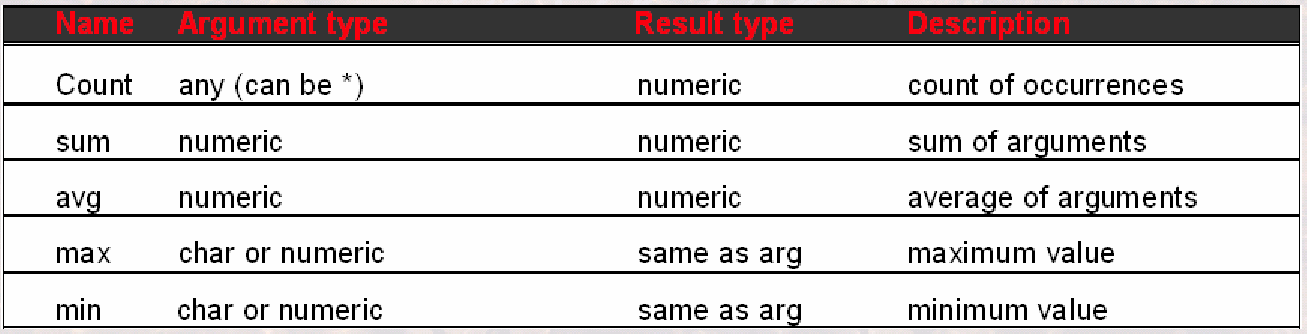 Name Argument type Result type Description
Count any (can be *) numeric count of occurrences
sum numeric numeric sum of arguments
avg numeric numeric average of arguments
max char or numeric same as arg maximum value
min char or numeric same as arg minimum value